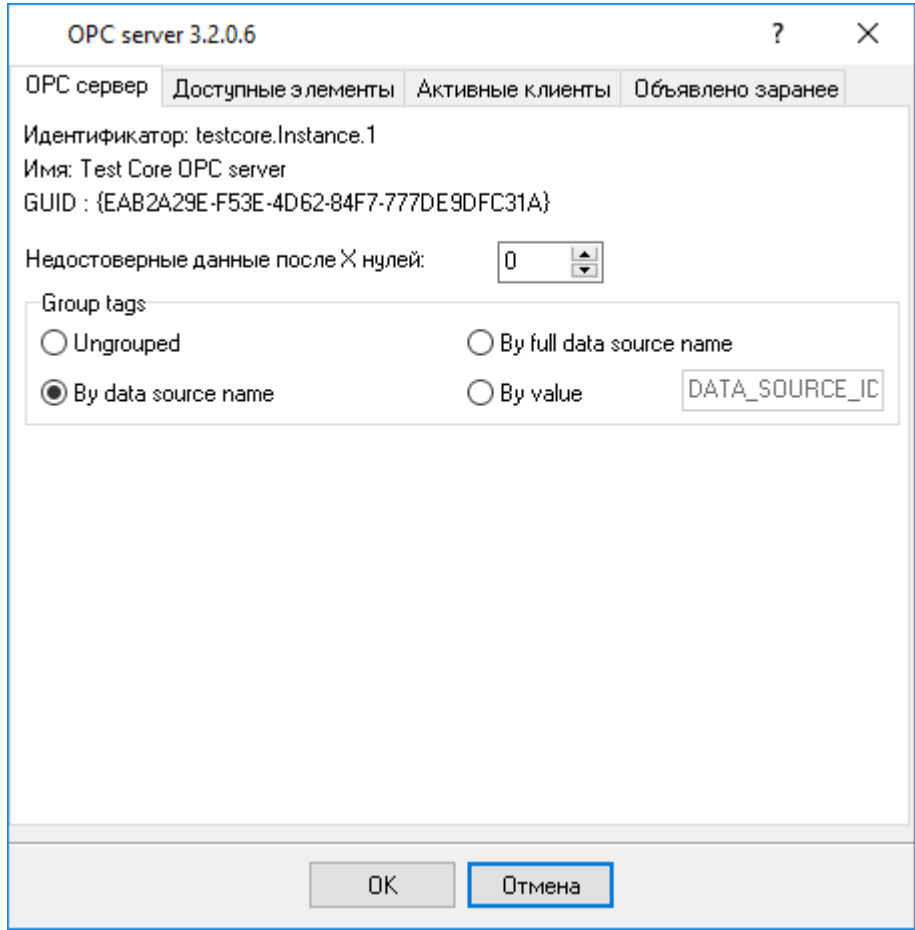 OPC server 3.2.0.6
?
OPC сервер Доступные элементы Активные клиенты Объявлено заранее
Идентификатор: testcore.Instance.1
Имя: Test Core OPC server
GUID : {EAB2A29E-F53E-4D62-84F7-777DE9DFC31A}
Недостоверные данные после X нулей: 0
Group tags
Ungrouped By full data source name
By data source name By value DATA_SOURCE_ID
OK Отмена